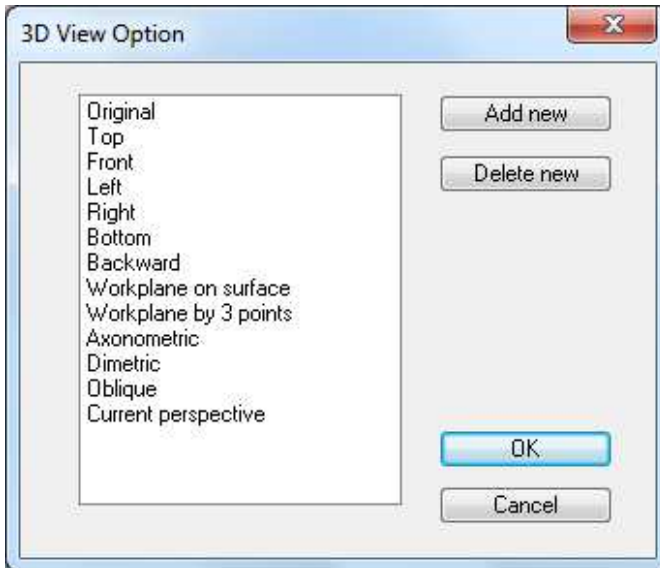 3D View Option
Original
Top
Front
Left
Right
Bottom
Backward
Workplane on surface
Workplane by 3 points
Axonometric
Dimetric
Oblique
Current perspective
Add new
Delete new
OK
Cancel